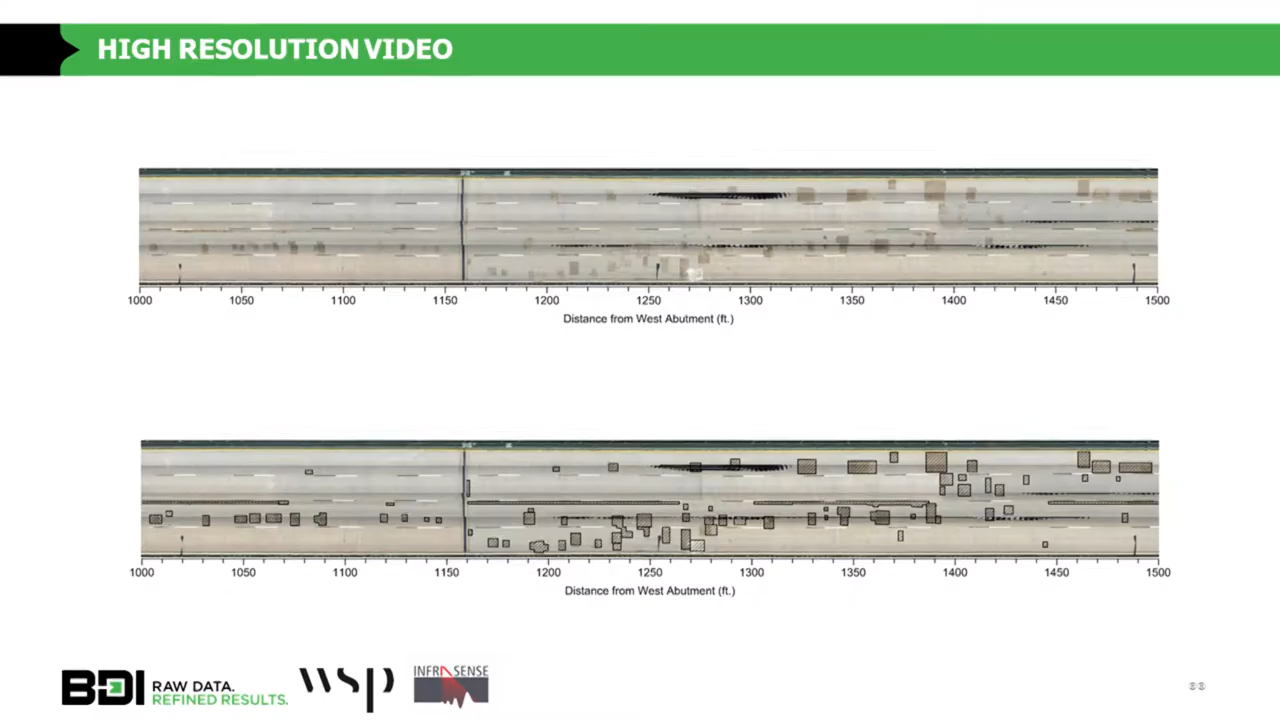 HIGH RESOLUTION VIDEO
1000 1050 1100 1150 1200 1250 1300 1350 1400 1450 1500
Distance from West Abutment (ft.)
1000 1050 1100 1150 1200 1250 1300 1350 1400 1450 1500
Distance from West Abutment (ft.)
BDI
RAW DATA.
REFINED RESULTS.
wsp
INFRASENSE